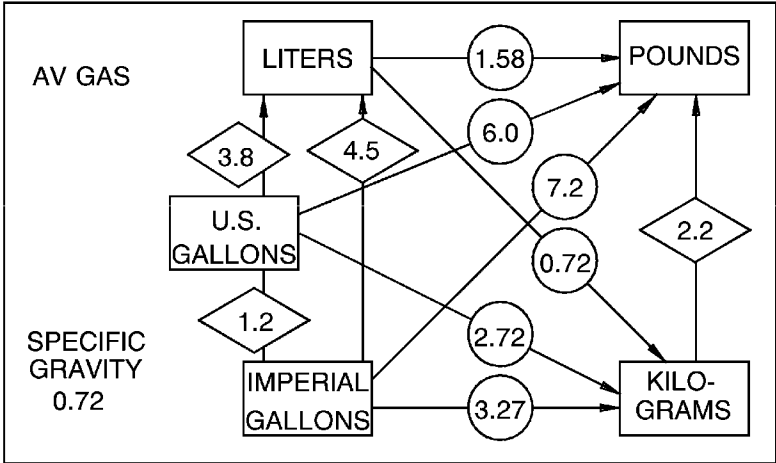 AV GAS
LITERS
1.58
POUNDS
6.0
3.8
4.5
7.2
U.S.
GALLONS
2.2
0.72
1.2
2.72
SPECIFIC
GRAVITY
0.72
IMPERIAL
GALLONS
3.27
KILO-
GRAMS